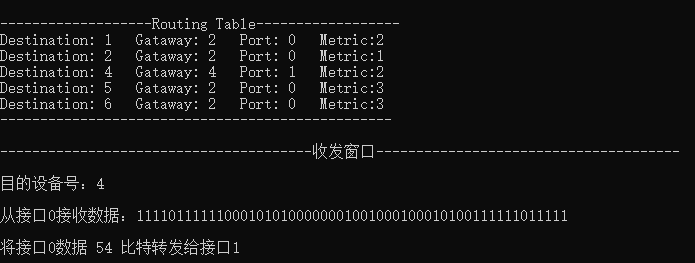 -------------------Routing Table------------------
Destination: 1 Gataway: 2 Port: 0 Metric:2
Destination: 2 Gataway: 2 Port: 0 Metric:1
Destination: 4 Gataway: 4 Port: 1 Metric:2
Destination: 5 Gataway: 2 Port: 0 Metric:3
Destination: 6 Gataway: 2 Port: 0 Metric:3
-------------------------------------------------
---------------------------------------收发窗口--------------------------------------
目的设备号：4
从接口0接收数据：111101111110001010100000001001000100010100111111011111
将接口0数据 54 比特转发给接口1